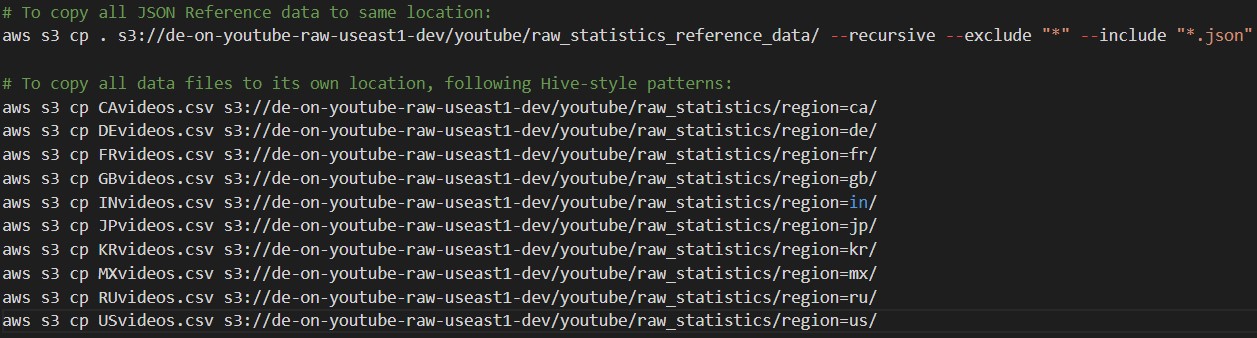 # To copy all JSON Reference data to same location:
aws s3 cp . s3://de-on-youtube-raw-useast1-dev/youtube/raw_statistics_reference_data/ --recursive --exclude "*" --include "*.json"
# To copy all data files to its own location, following Hive-style patterns:
aws s3 cp CAvideos.csv s3://de-on-youtube-raw-useast1-dev/youtube/raw_statistics/region=ca/
aws s3 cp DEvideos.csv s3://de-on-youtube-raw-useast1-dev/youtube/raw_statistics/region=de/
aws s3 cp FRvideos.csv s3://de-on-youtube-raw-useast1-dev/youtube/raw_statistics/region=fr/
aws s3 cp GBvideos.csv s3://de-on-youtube-raw-useast1-dev/youtube/raw_statistics/region=gb/
aws s3 cp INvideos.csv s3://de-on-youtube-raw-useast1-dev/youtube/raw_statistics/region=in/
aws s3 cp JPvideos.csv s3://de-on-youtube-raw-useast1-dev/youtube/raw_statistics/region=jp/
aws s3 cp KRvideos.csv s3://de-on-youtube-raw-useast1-dev/youtube/raw_statistics/region=kr/
aws s3 cp MXvideos.csv s3://de-on-youtube-raw-useast1-dev/youtube/raw_statistics/region=mx/
aws s3 cp RUvideos.csv s3://de-on-youtube-raw-useast1-dev/youtube/raw_statistics/region=ru/
aws s3 cp USvideos.csv s3://de-on-youtube-raw-useast1-dev/youtube/raw_statistics/region=us/